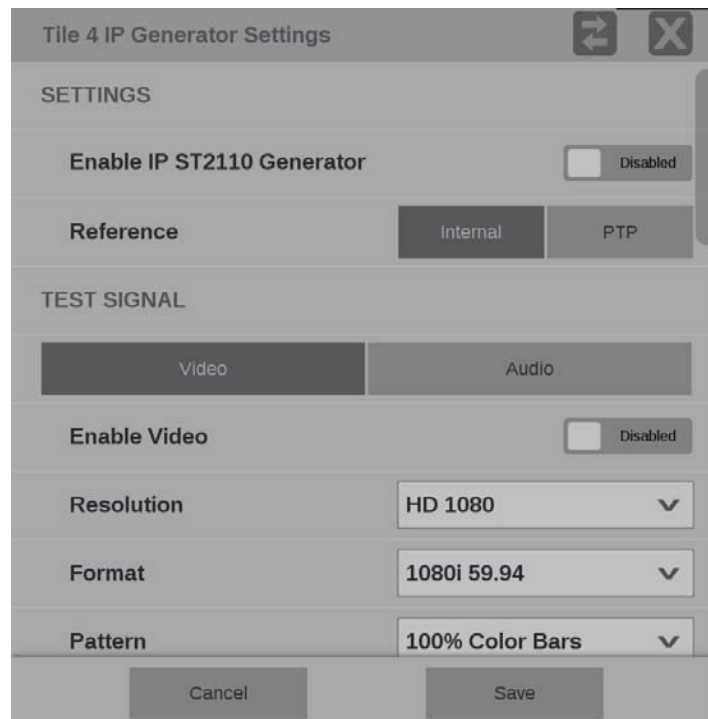 Tile 4 IP Generator Settings
SETTINGS
Enable IP ST2110 Generator Disabled
Reference Internal PTP
TEST SIGNAL
Video Audio
Enable Video Disabled
Resolution HD 1080
Format 1080i 59.94
Pattern 100% Color Bars
Cancel Save